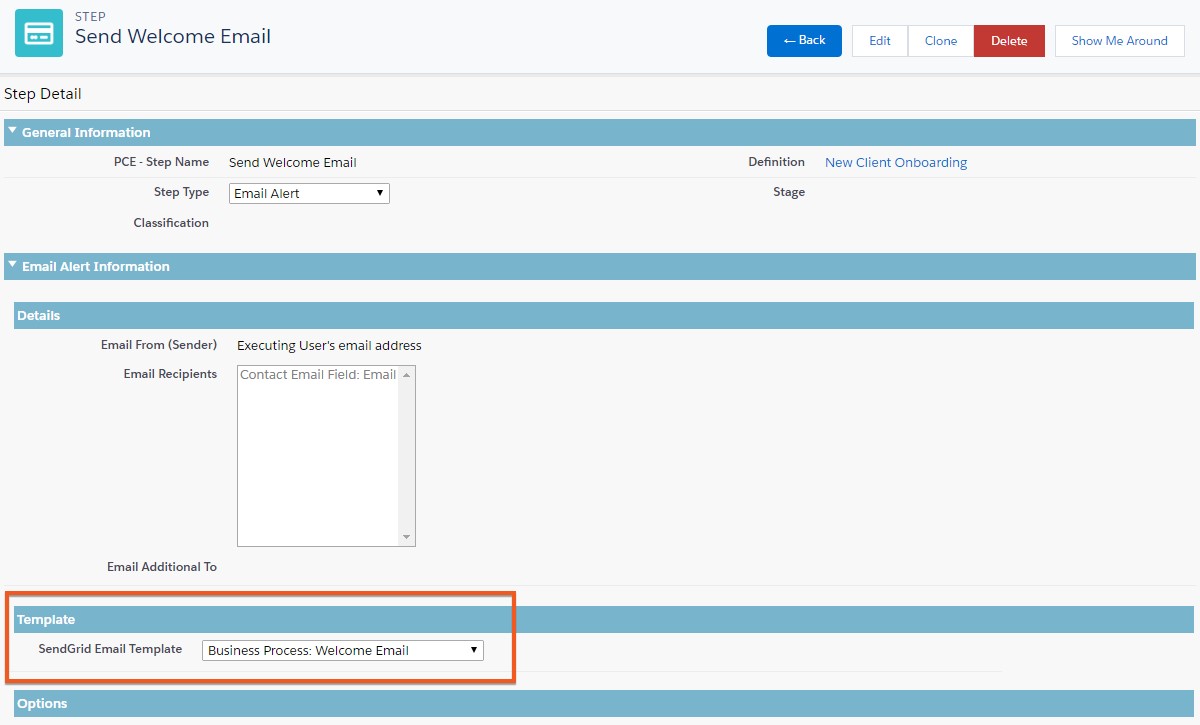 STEP
Send Welcome Email
←Back
Edit
Clone
Delete
Show Me Around
Step Detail
General Information
PCE - Step Name Send Welcome Email Definition New Client Onboarding
Step Type Email Alert Stage
Classification
Email Alert Information
Details
Email From (Sender) Executing User's email address
Email Recipients Contact Email Field: Email
Email Additional To
Template
SendGrid Email Template Business Process: Welcome Email
Options